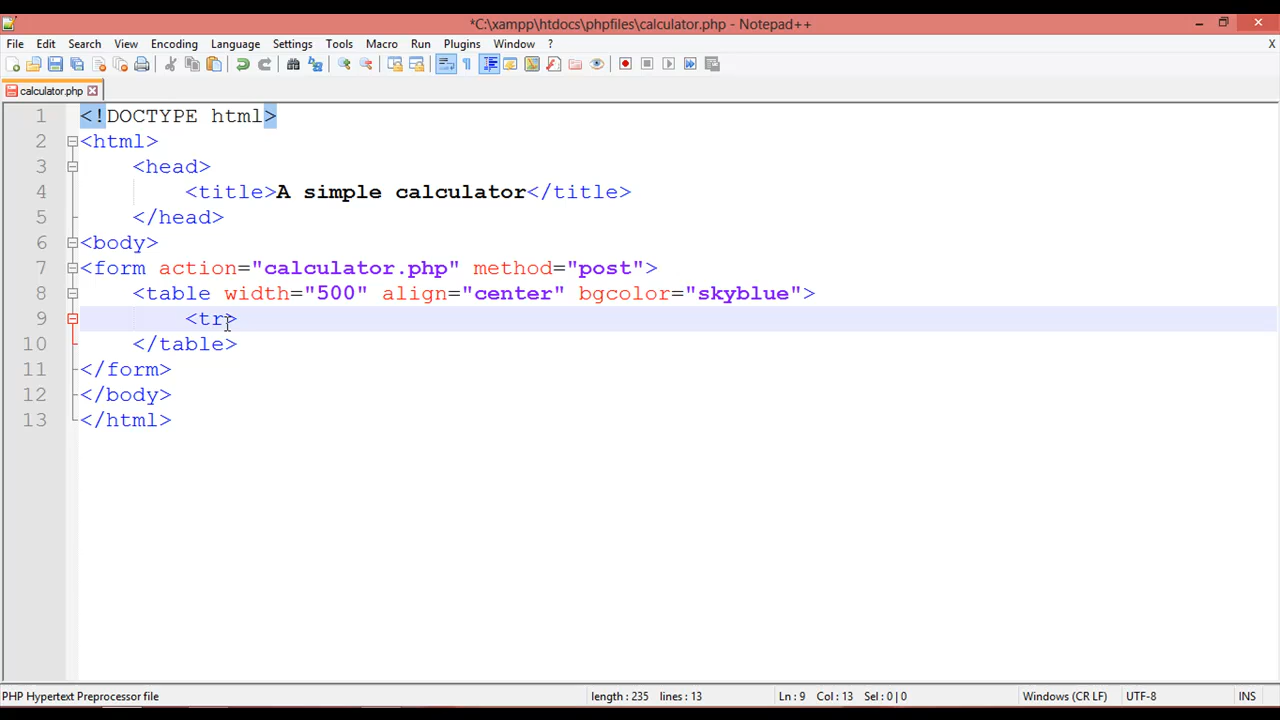 *C:\xampp\htdocs\phpfiles\calculator.php - Notepad++
File Edit Search View Encoding Language Settings Tools Macro Run Plugins Window ? X
calculator.php
1 <!DOCTYPE html>
2 <html>
3 <head>
4 <title>A simple calculator</title>
5 </head>
6 <body>
7 <form action="calculator.php" method="post">
8 <table width="500" align="center" bgcolor="skyblue">
9 <tr>
10 </table>
11 </form>
12 </body>
13 </html>
PHP Hypertext Preprocessor file length : 235 lines : 13 Ln : 9 Col : 13 Sel : 0 | 0 Windows (CR LF) UTF-8 INS